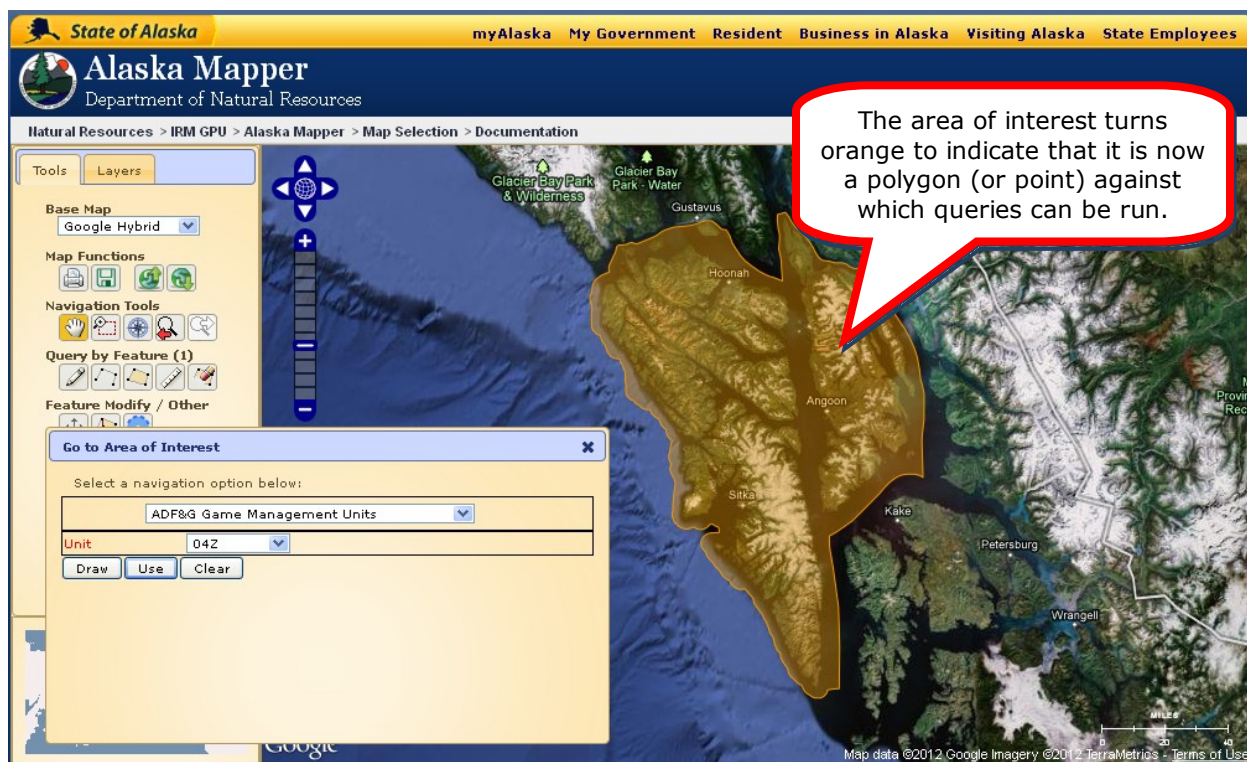 State of Alaska
myAlaska My Government Resident Business in Alaska Visiting Alaska State Employees
Alaska Mapper
Department of Natural Resources
Natural Resources > IRM GPU > Alaska Mapper > Map Selection > Documentation
The area of interest turns
orange to indicate that it is now
a polygon (or point) against
which queries can be run.
Tools Layers
Base Map
Google Hybrid
Map Functions
Navigation Tools
Query by Feature (1)
Feature Modify / Other
Go to Area of Interest
Select a navigation option below:
ADF&G Game Management Units
Unit 04Z
Draw Use Clear
Glacier Bay Park
& Wilderness
Glacier Bay
Park - Water
Gustavus
Hoonah
Angoon
Sitka
Kake
Petersburg
Wrangell
Provin
Rec
MILES
0 20 40
Google
Map data ©2012 Google Imagery ©2012 TerraMetrics - Terms of Use